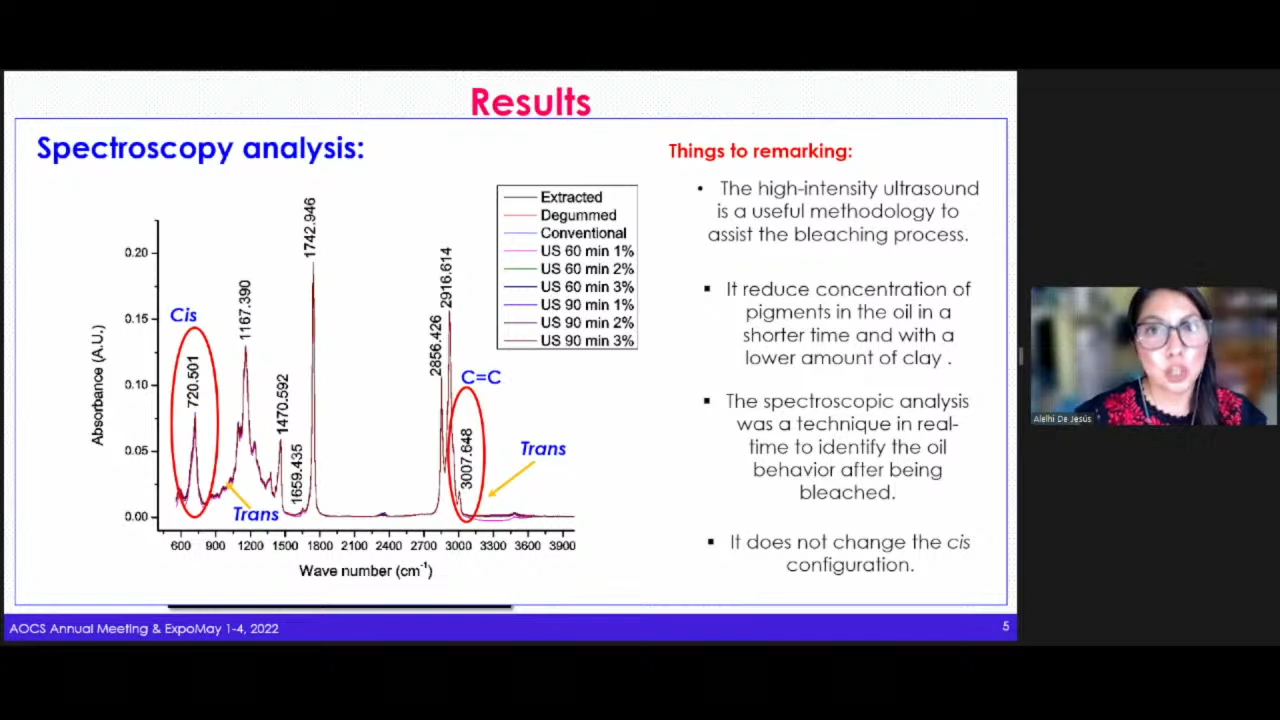 Results
Spectroscopy analysis:
Things to remarking:
• The high-intensity ultrasound
is a useful methodology to
assist the bleaching process.
▪ It reduce concentration of
pigments in the oil in a
shorter time and with a
lower amount of clay .
▪ The spectroscopic analysis
was a technique in real-
time to identify the oil
behavior after being
bleached.
▪ It does not change the cis
configuration.
Extracted
Degummed
Conventional
US 60 min 1%
US 60 min 2%
US 60 min 3%
US 90 min 1%
US 90 min 2%
US 90 min 3%
Absorbance (A.U.)
0.20
0.15
0.10
0.05
0.00
Cis
720.501
1167.390
1470.592
1659.435
1742.946
2856.426
2916.614
C=C
3007.648
Trans
Trans
600 900 1200 1500 1800 2100 2400 2700 3000 3300 3600 3900
Wave number (cm⁻¹)
AOCS Annual Meeting & ExpoMay 1-4, 2022
5
Alelhi De Jesús